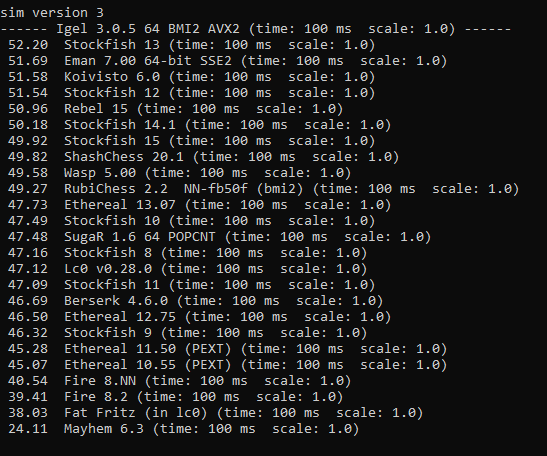 sim version 3
------ Igel 3.0.5 64 BMI2 AVX2 (time: 100 ms  scale: 1.0) ------
 52.20  Stockfish 13 (time: 100 ms  scale: 1.0)
 51.69  Eman 7.00 64-bit SSE2 (time: 100 ms  scale: 1.0)
 51.58  Koivisto 6.0 (time: 100 ms  scale: 1.0)
 51.54  Stockfish 12 (time: 100 ms  scale: 1.0)
 50.96  Rebel 15 (time: 100 ms  scale: 1.0)
 50.18  Stockfish 14.1 (time: 100 ms  scale: 1.0)
 49.92  Stockfish 15 (time: 100 ms  scale: 1.0)
 49.82  ShashChess 20.1 (time: 100 ms  scale: 1.0)
 49.58  Wasp 5.00 (time: 100 ms  scale: 1.0)
 49.27  RubiChess 2.2  NN-fb50f (bmi2) (time: 100 ms  scale: 1.0)
 47.73  Ethereal 13.07 (time: 100 ms  scale: 1.0)
 47.49  Stockfish 10 (time: 100 ms  scale: 1.0)
 47.48  SugaR 1.6 64 POPCNT (time: 100 ms  scale: 1.0)
 47.16  Stockfish 8 (time: 100 ms  scale: 1.0)
 47.12  Lc0 v0.28.0 (time: 100 ms  scale: 1.0)
 47.09  Stockfish 11 (time: 100 ms  scale: 1.0)
 46.69  Berserk 4.6.0 (time: 100 ms  scale: 1.0)
 46.50  Ethereal 12.75 (time: 100 ms  scale: 1.0)
 46.32  Stockfish 9 (time: 100 ms  scale: 1.0)
 45.28  Ethereal 11.50 (PEXT) (time: 100 ms  scale: 1.0)
 45.07  Ethereal 10.55 (PEXT) (time: 100 ms  scale: 1.0)
 40.54  Fire 8.NN (time: 100 ms  scale: 1.0)
 39.41  Fire 8.2 (time: 100 ms  scale: 1.0)
 38.03  Fat Fritz (in lc0) (time: 100 ms  scale: 1.0)
 24.11  Mayhem 6.3 (time: 100 ms  scale: 1.0)